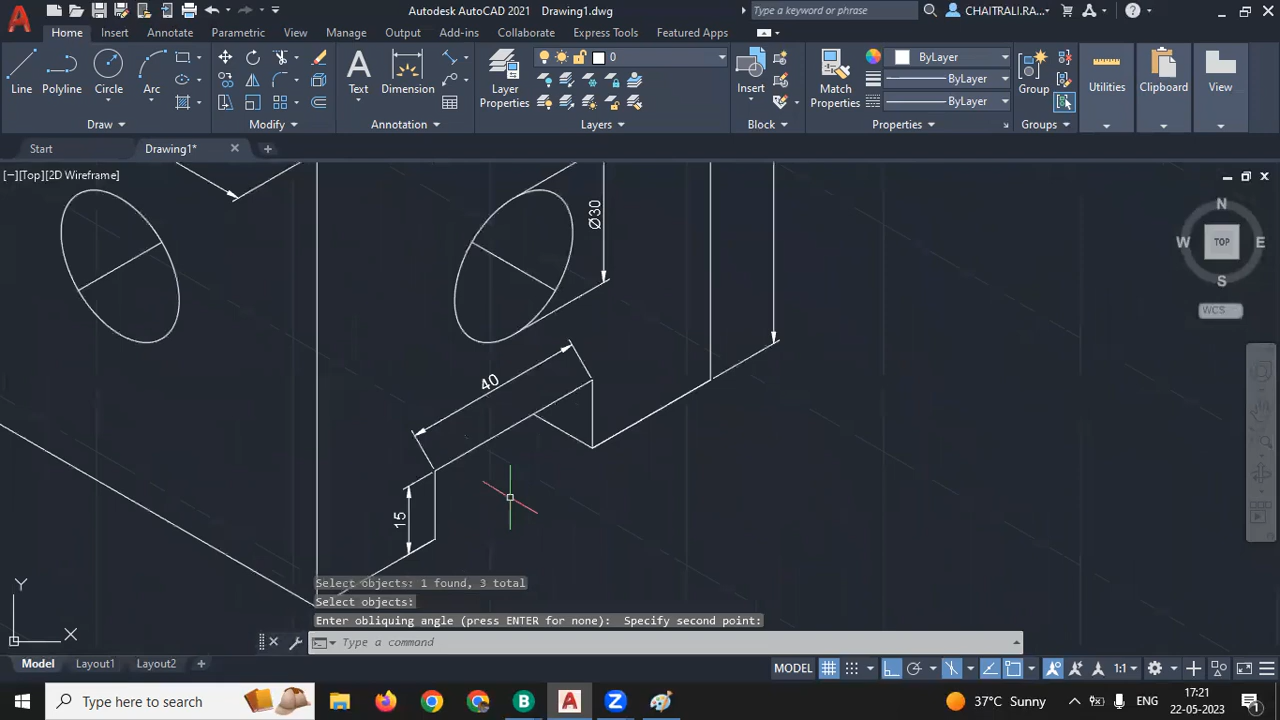 Autodesk AutoCAD 2021 Drawing1.dwg
Type a keyword or phrase
CHAITRALI.RA...
Home Insert Annotate Parametric View Manage Output Add-ins Collaborate Express Tools Featured Apps
0
ByLayer
ByLayer
ByLayer
Line Polyline Circle Arc Text Dimension Layer Properties Insert Match Properties Group Utilities Clipboard View
Draw Modify Annotation Layers Block Properties Groups
Start Drawing1*
[−][Top][2D Wireframe]
N
W TOP E
S
WCS
Ø30
40
15
Select objects: 1 found, 3 total
Select objects:
Enter obliquing angle (press ENTER for none): Specify second point:
Type a command
Y
X
Model Layout1 Layout2
MODEL 1:1
Type here to search
37°C Sunny
ENG
17:21
22-05-2023